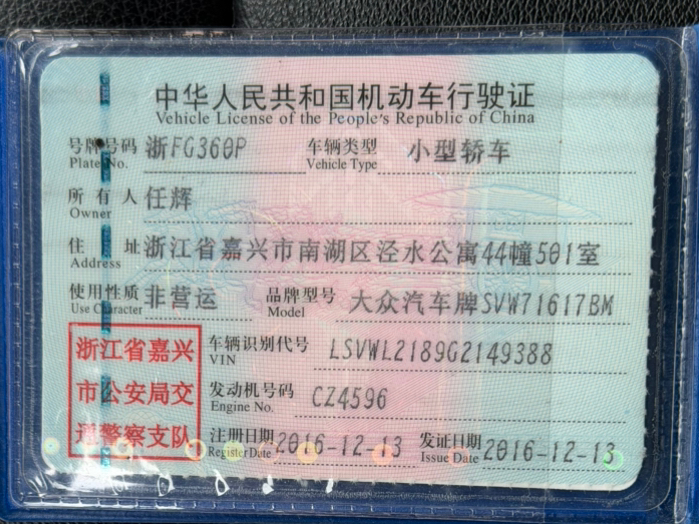 中华人民共和国机动车行驶证
Vehicle License of the People's Republic of China
号牌号码 浙FG360P 车辆类型 小型轿车
Plate No. Vehicle Type
所有人 任辉
Owner
住址 浙江省嘉兴市南湖区泾水公寓44幢501室
Address
使用性质 非营运 品牌型号 大众汽车牌SVW71617BM
Use Character Model
浙江省嘉兴
市公安局交
通警察支队
车辆识别代号 LSVWL2189G2149388
VIN
发动机号码 CZ4596
Engine No.
注册日期 2016-12-13 发证日期 2016-12-13
Register Date Issue Date